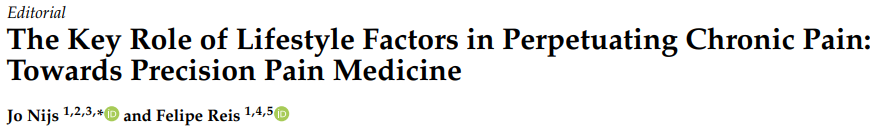 Editorial
The Key Role of Lifestyle Factors in Perpetuating Chronic Pain:
Towards Precision Pain Medicine
Jo Nijs 1,2,3,* and Felipe Reis 1,4,5